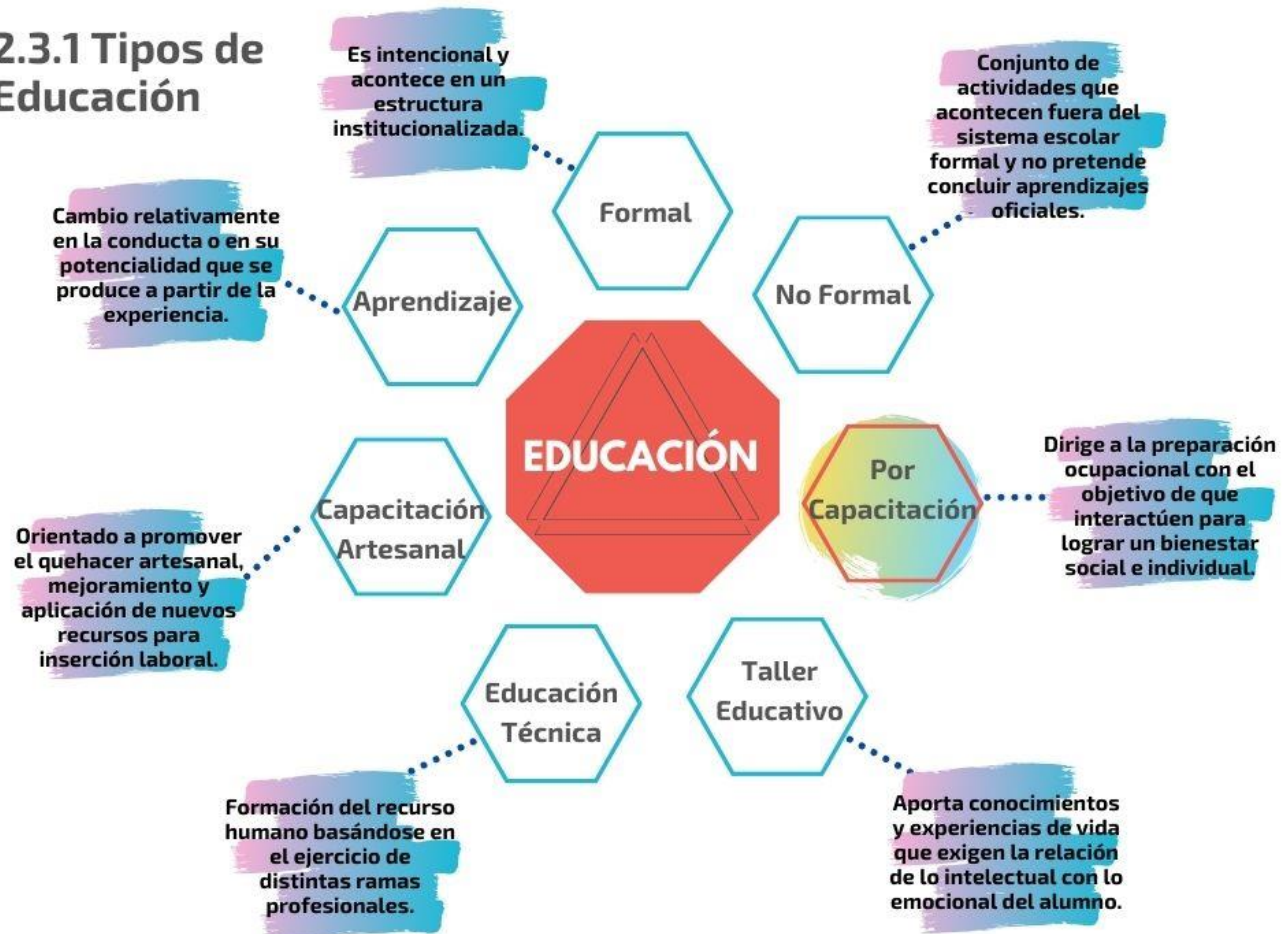 2.3.1 Tipos de
Educación
Es intencional y
acontece en un
estructura
institucionalizada.
Formal
Conjunto de
actividades que
acontecen fuera del
sistema escolar
formal y no pretende
concluir aprendizajes
oficiales.
No Formal
Cambio relativamente
en la conducta o en su
potencialidad que se
produce a partir de la
experiencia.
Aprendizaje
EDUCACIÓN
Por
Capacitación
Dirige a la preparación
ocupacional con el
objetivo de que
interactúen para
lograr un bienestar
social e individual.
Capacitación
Artesanal
Orientado a promover
el quehacer artesanal,
mejoramiento y
aplicación de nuevos
recursos para
inserción laboral.
Educación
Técnica
Formación del recurso
humano basándose en
el ejercicio de
distintas ramas
profesionales.
Taller
Educativo
Aporta conocimientos
y experiencias de vida
que exigen la relación
de lo intelectual con lo
emocional del alumno.